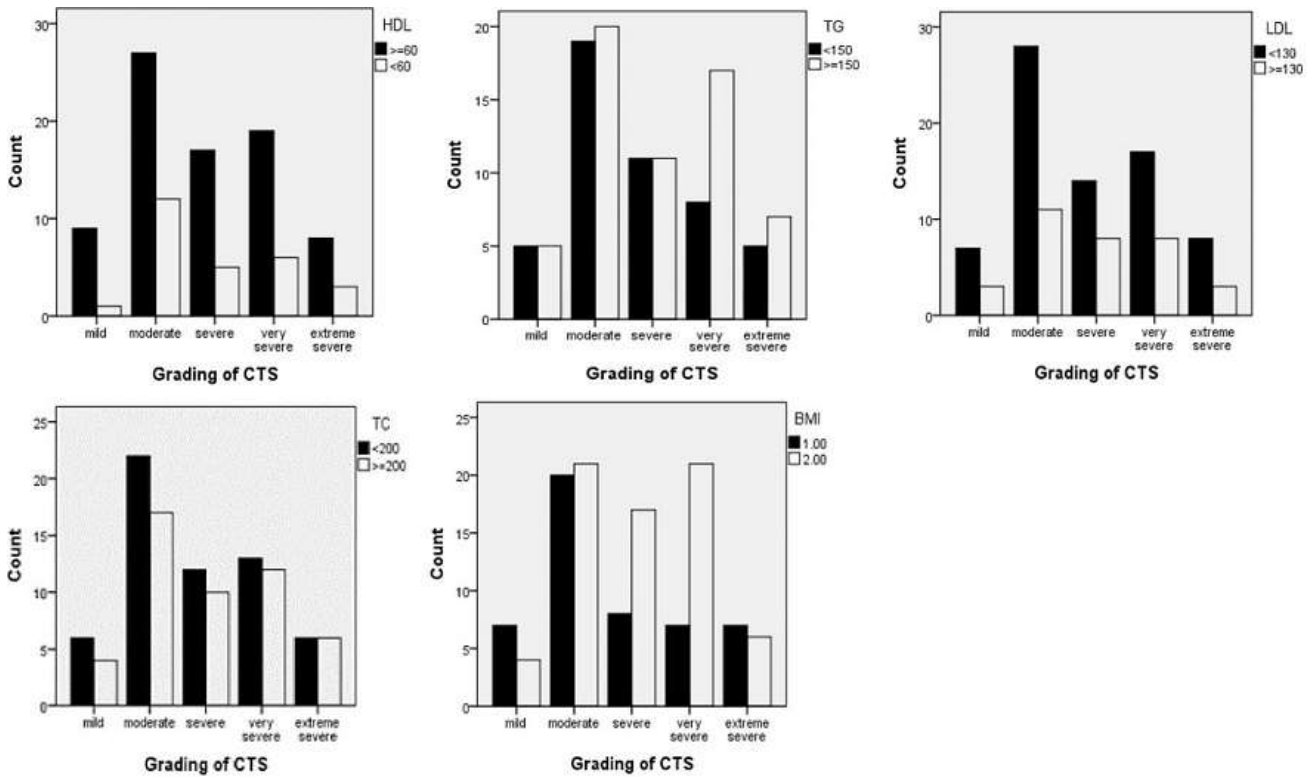 HDL
>=60
<60
30
20
10
0
Count
mild moderate severe very severe extreme severe
Grading of CTS
TG
<150
>=150
20
15
10
5
0
Count
mild moderate severe very severe extreme severe
Grading of CTS
LDL
<130
>=130
30
20
10
0
Count
mild moderate severe very severe extreme severe
Grading of CTS
TC
<200
>=200
25
20
15
10
5
0
Count
mild moderate severe very severe extreme severe
Grading of CTS
BMI
1.00
2.00
25
20
15
10
5
0
Count
mild moderate severe very severe extreme severe
Grading of CTS